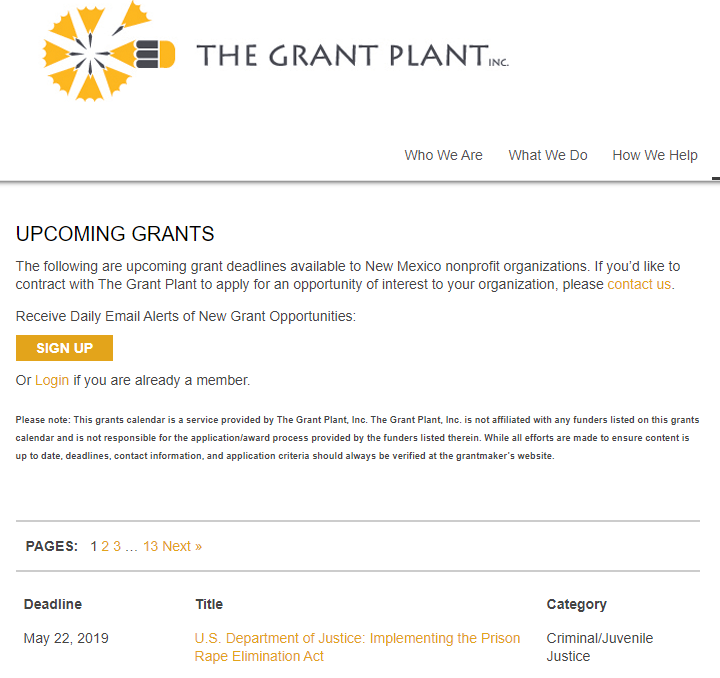 THE GRANT PLANT INC.
Who We Are What We Do How We Help
UPCOMING GRANTS
The following are upcoming grant deadlines available to New Mexico nonprofit organizations. If you’d like to
contract with The Grant Plant to apply for an opportunity of interest to your organization, please contact us.
Receive Daily Email Alerts of New Grant Opportunities:
SIGN UP
Or Login if you are already a member.
Please note: This grants calendar is a service provided by The Grant Plant, Inc. The Grant Plant, Inc. is not affiliated with any funders listed on this grants
calendar and is not responsible for the application/award process provided by the funders listed therein. While all efforts are made to ensure content is
up to date, deadlines, contact information, and application criteria should always be verified at the grantmaker’s website.
PAGES: 1 2 3 … 13 Next »
Deadline Title Category
May 22, 2019 U.S. Department of Justice: Implementing the Prison Criminal/Juvenile
Rape Elimination Act Justice